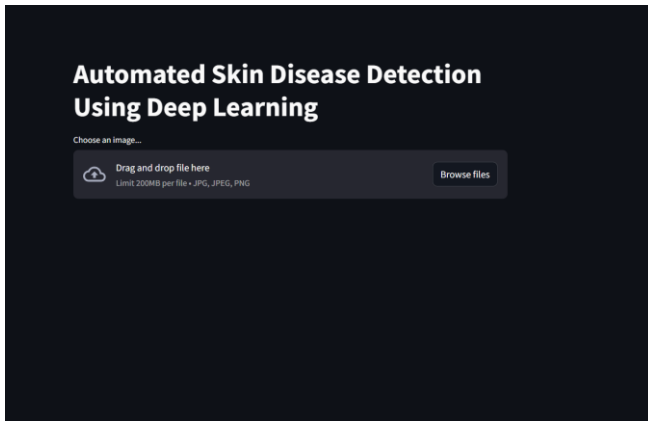 Automated Skin Disease Detection
Using Deep Learning
Choose an image...
Drag and drop file here
Limit 200MB per file • JPG, JPEG, PNG
Browse files